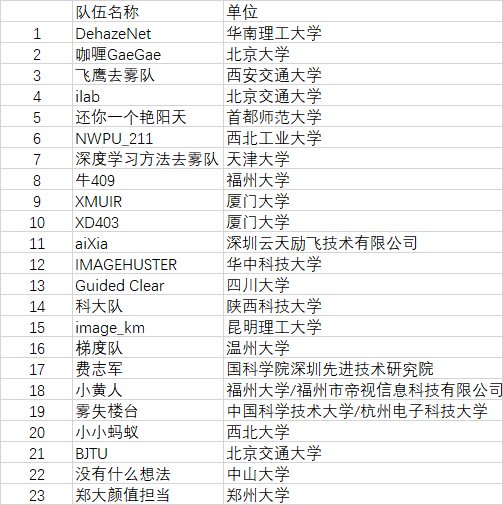 队伍名称 单位
1 DehazeNet 华南理工大学
2 咖喱GaeGae 北京大学
3 飞鹰去雾队 西安交通大学
4 ilab 北京交通大学
5 还你一个艳阳天 首都师范大学
6 NWPU_211 西北工业大学
7 深度学习方法去雾队 天津大学
8 牛409 福州大学
9 XMUIR 厦门大学
10 XD403 厦门大学
11 aiXia 深圳云天励飞技术有限公司
12 IMAGEHUSTER 华中科技大学
13 Guided Clear 四川大学
14 科大队 陕西科技大学
15 image_km 昆明理工大学
16 梯度队 温州大学
17 费志军 国科学院深圳先进技术研究院
18 小黄人 福州大学/福州市帝视信息科技有限公司
19 雾失楼台 中国科学技术大学/杭州电子科技大学
20 小小蚂蚁 西北大学
21 BJTU 北京交通大学
22 没有什么想法 中山大学
23 郑大颜值担当 郑州大学